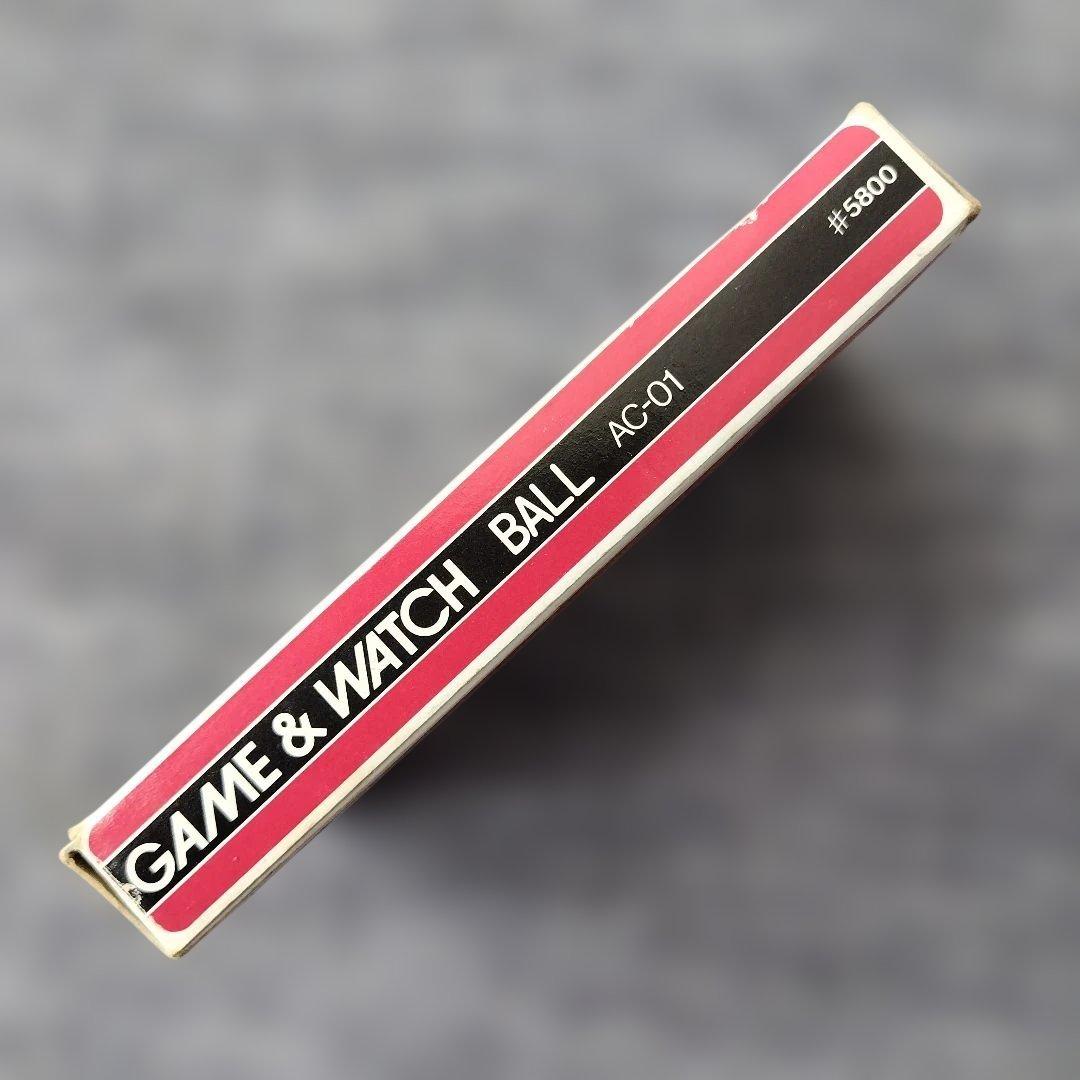 GAME & WATCH BALL AC-01 #5800